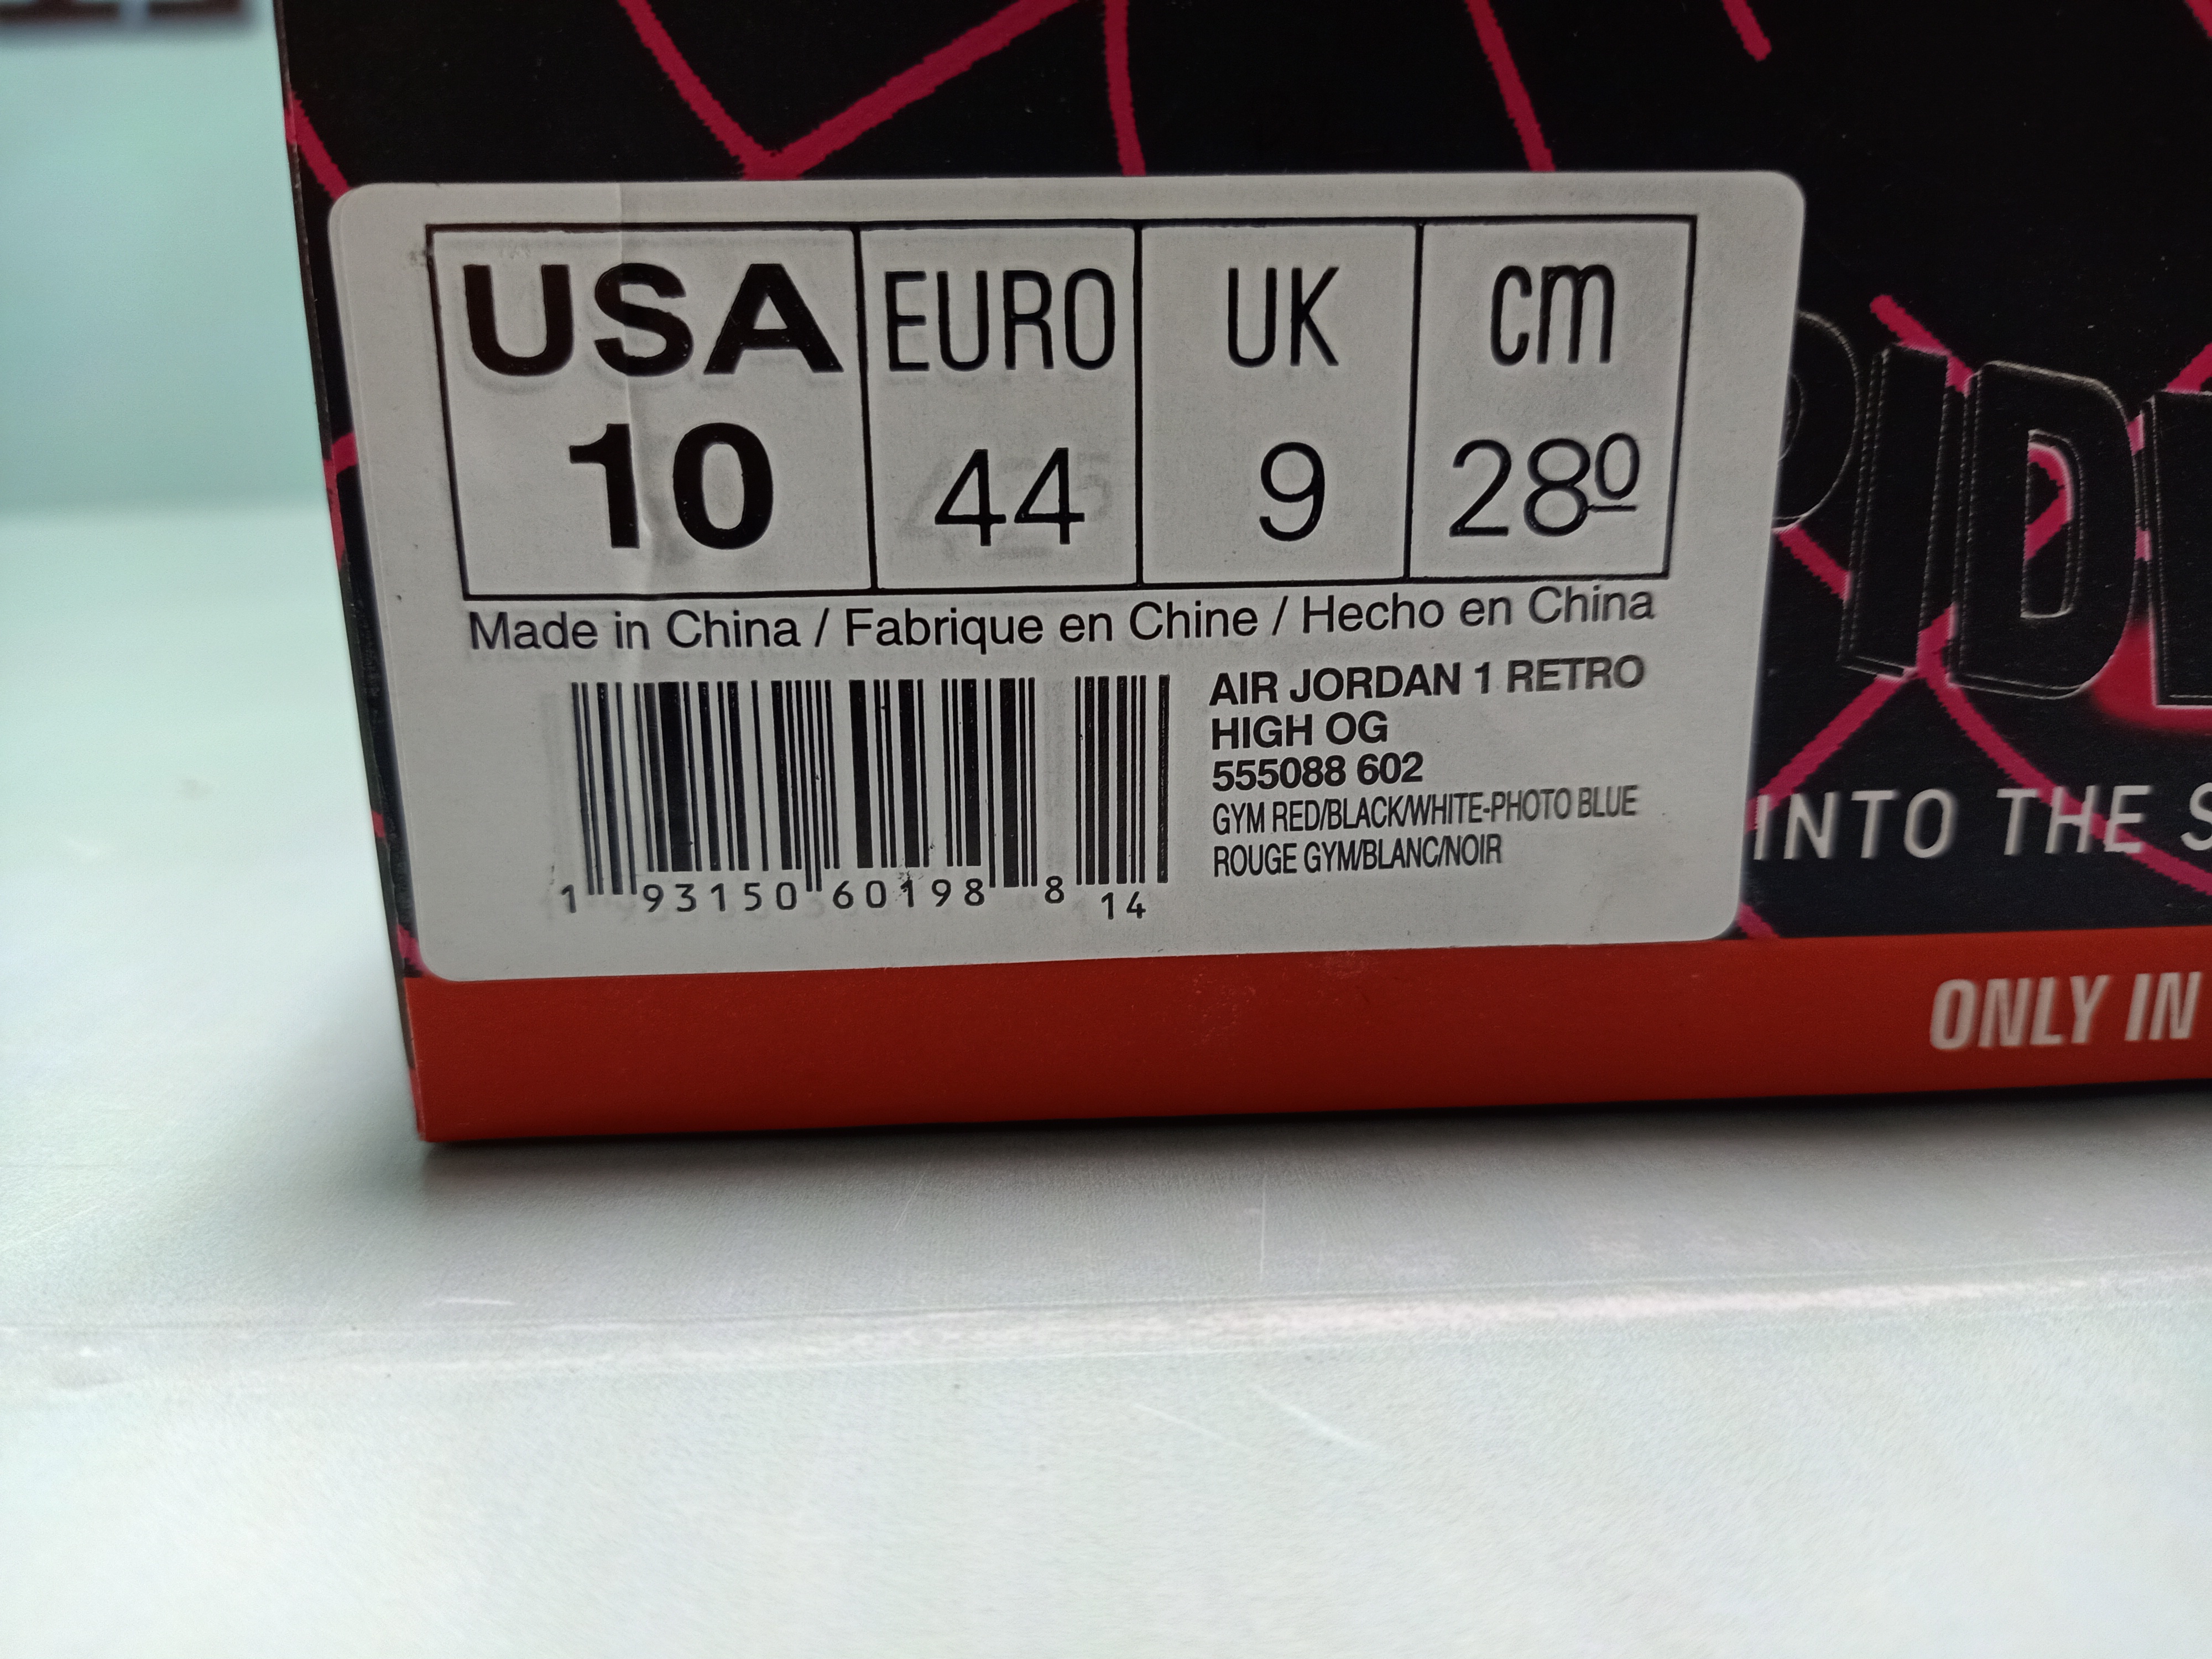 USA EURO UK cm
10 44 9 28º
Made in China / Fabrique en Chine / Hecho en China
AIR JORDAN 1 RETRO
HIGH OG
555088 602
GYM RED/BLACK/WHITE-PHOTO BLUE
ROUGE GYM/BLANC/NOIR
1 93150 60198 8 14
PIDE
INTO THE S
ONLY IN